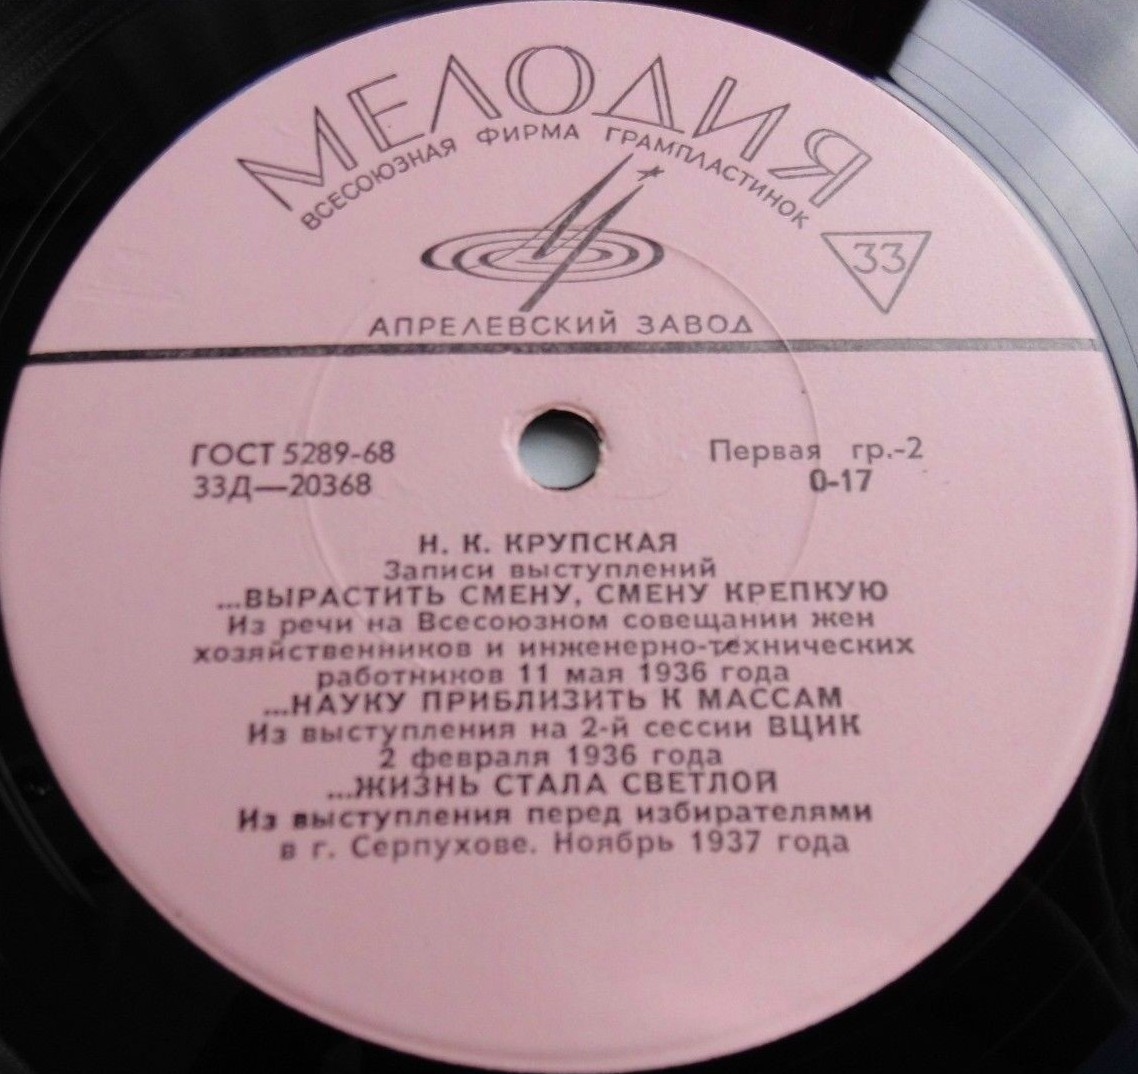 МЕЛОДИЯ
ВСЕСОЮЗНАЯ ФИРМА ГРАМПЛАСТИНОК
33
АПРЕЛЕВСКИЙ ЗАВОД
ГОСТ 5289-68
Первая гр.-2
33Д—20368
0-17
Н. К. КРУПСКАЯ
Записи выступлений
...ВЫРАСТИТЬ СМЕНУ, СМЕНУ КРЕПКУЮ
Из речи на Всесоюзном совещании жен
хозяйственников и инженерно-технических
работников 11 мая 1936 года
...НАУКУ ПРИБЛИЗИТЬ К МАССАМ
Из выступления на 2-й сессии ВЦИК
2 февраля 1936 года
...ЖИЗНЬ СТАЛА СВЕТЛОЙ
Из выступления перед избирателями
в г. Серпухове. Ноябрь 1937 года